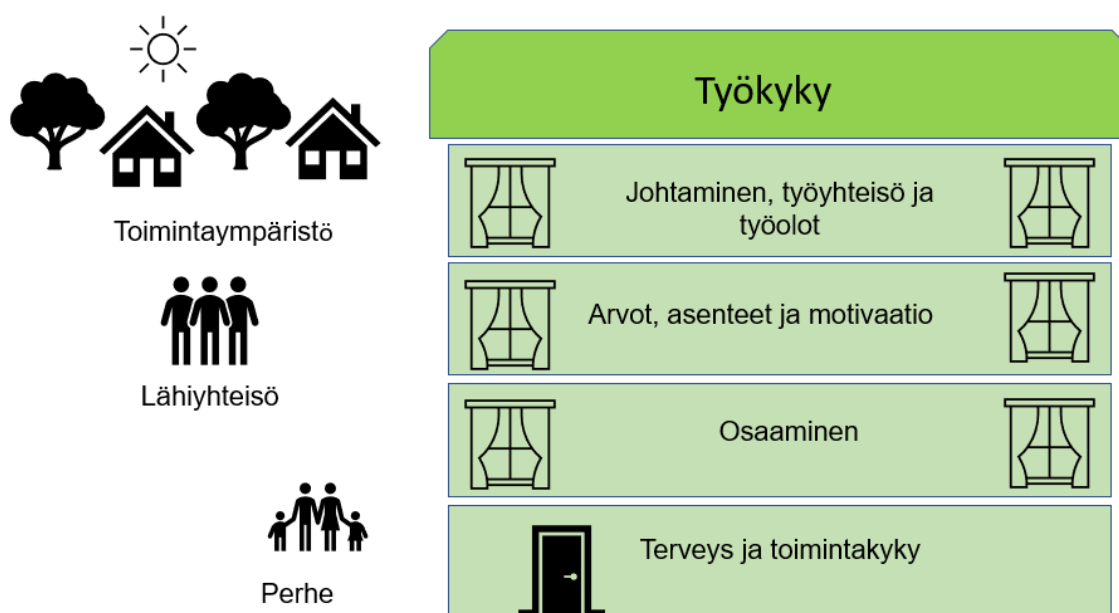 Työkyky
Johtaminen, työyhteisö ja
työolot
Toimintaympäristö
Arvot, asenteet ja motivaatio
Lähiyhteisö
Osaaminen
Terveys ja toimintakyky
Perhe